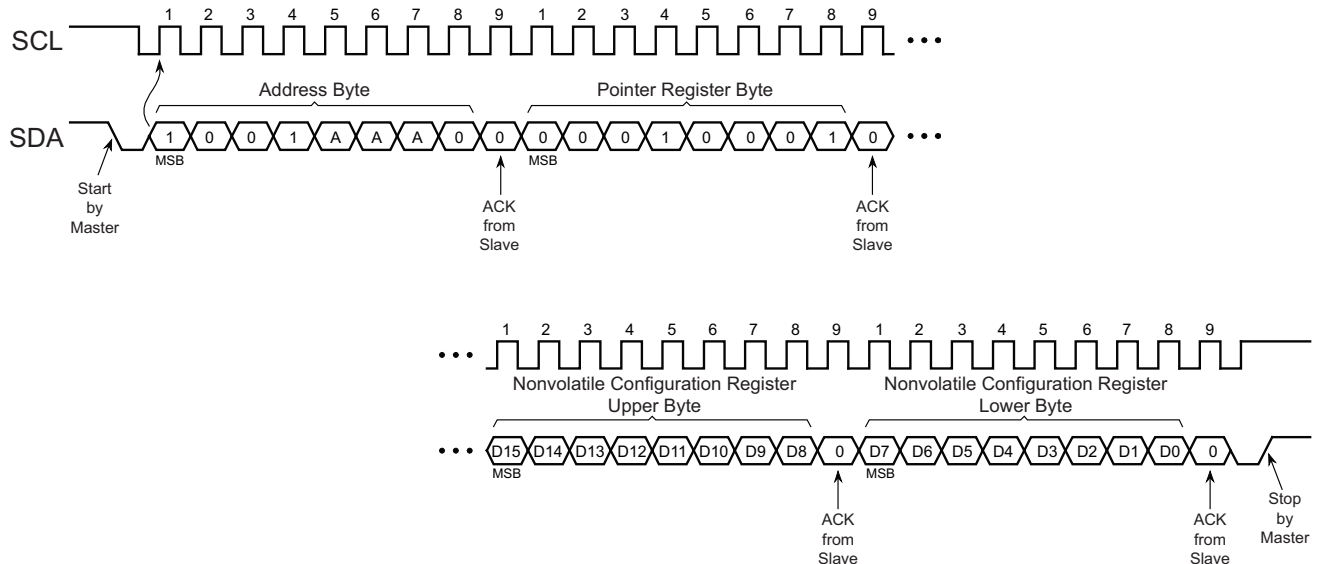 1 2 3 4 5 6 7 8 9 1 2 3 4 5 6 7 8 9
SCL
Address Byte Pointer Register Byte
SDA 1 0 0 1 A A A 0 0 0 0 0 1 0 0 0 1 0
MSB MSB
Start
by
Master
ACK
from
Slave
ACK
from
Slave
1 2 3 4 5 6 7 8 9 1 2 3 4 5 6 7 8 9
Nonvolatile Configuration Register
Upper Byte
Nonvolatile Configuration Register
Lower Byte
D15 D14 D13 D12 D11 D10 D9 D8 0 D7 D6 D5 D4 D3 D2 D1 D0 0
MSB MSB
ACK
from
Slave
ACK
from
Slave
Stop
by
Master